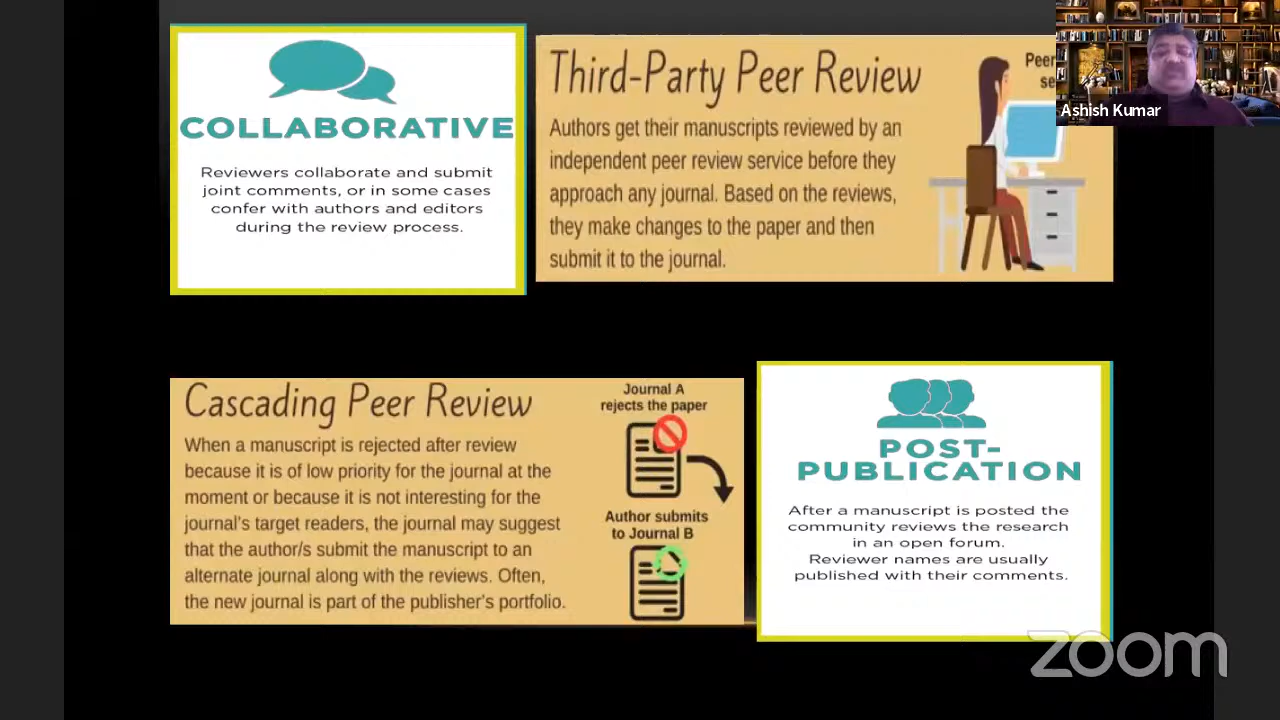 COLLABORATIVE
Reviewers collaborate and submit
joint comments, or in some cases
confer with authors and editors
during the review process.
Third-Party Peer Review
Authors get their manuscripts reviewed by an
independent peer review service before they
approach any journal. Based on the reviews,
they make changes to the paper and then
submit it to the journal.
Peer
se
Ashish Kumar
Cascading Peer Review
When a manuscript is rejected after review
because it is of low priority for the journal at the
moment or because it is not interesting for the
journal's target readers, the journal may suggest
that the author/s submit the manuscript to an
alternate journal along with the reviews. Often,
the new journal is part of the publisher's portfolio.
Journal A
rejects the paper
Author submits
to Journal B
POST-
PUBLICATION
After a manuscript is posted the
community reviews the research
in an open forum.
Reviewer names are usually
published with their comments.
zoom